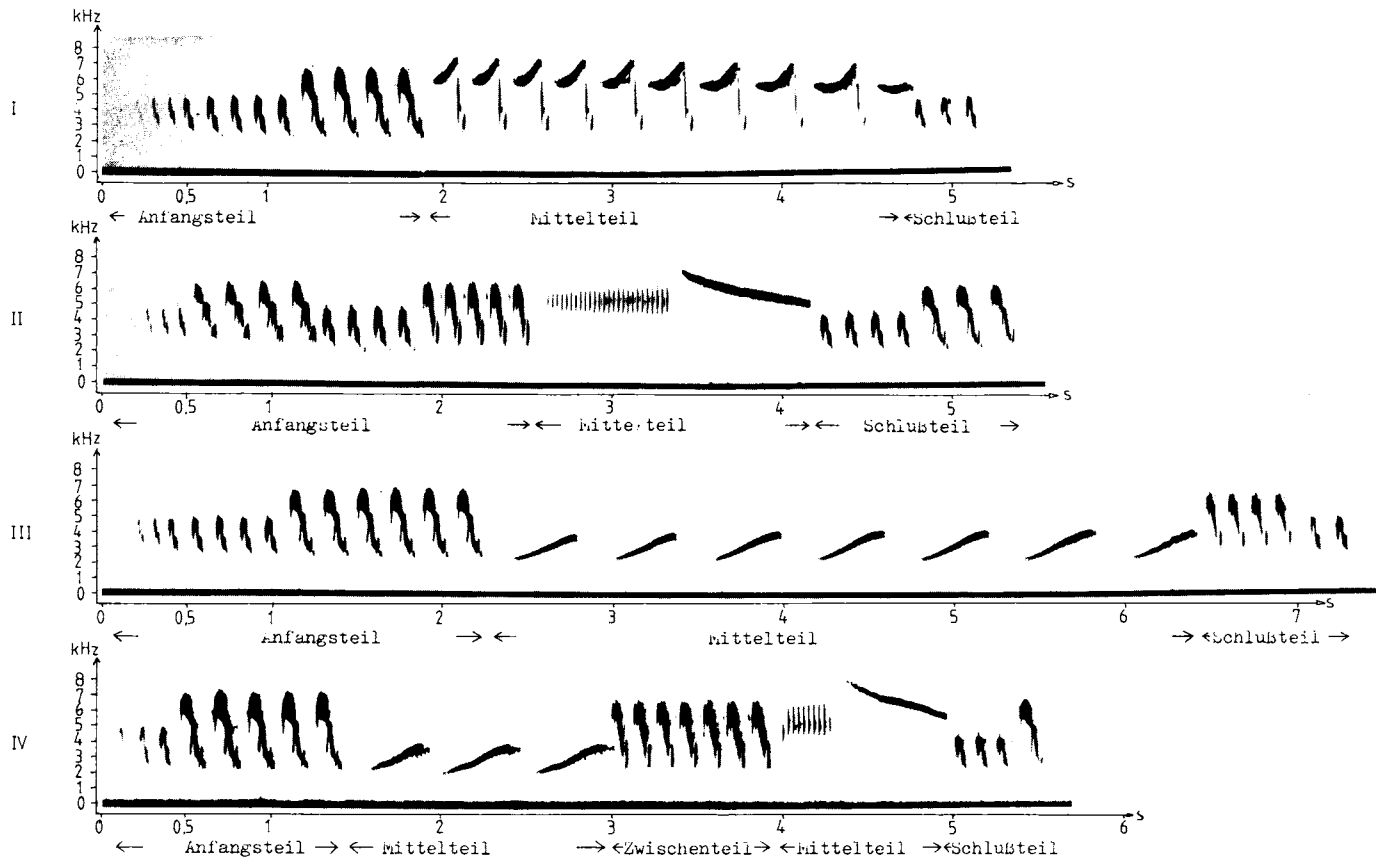 kHz
8
7
6
5
4
3
2
1
0
I
0 0,5 1 2 3 4 5 s
← Anfangsteil → ← Mittelteil → ← Schlußteil →
kHz
8
7
6
5
4
3
2
1
0
II
0 0,5 1 2 3 4 5 s
← Anfangsteil → ← Mittelteil → ← Schlußteil →
kHz
8
7
6
5
4
3
2
1
0
III
0 0,5 1 2 3 4 5 6 7 s
← Anfangsteil → ← Mittelteil → ← Schlußteil →
kHz
8
7
6
5
4
3
2
1
0
IV
0 0,5 1 2 3 4 5 6 s
← Anfangsteil → ← Mittelteil → ← Zwischenteil → ← Mittelteil → ← Schlußteil